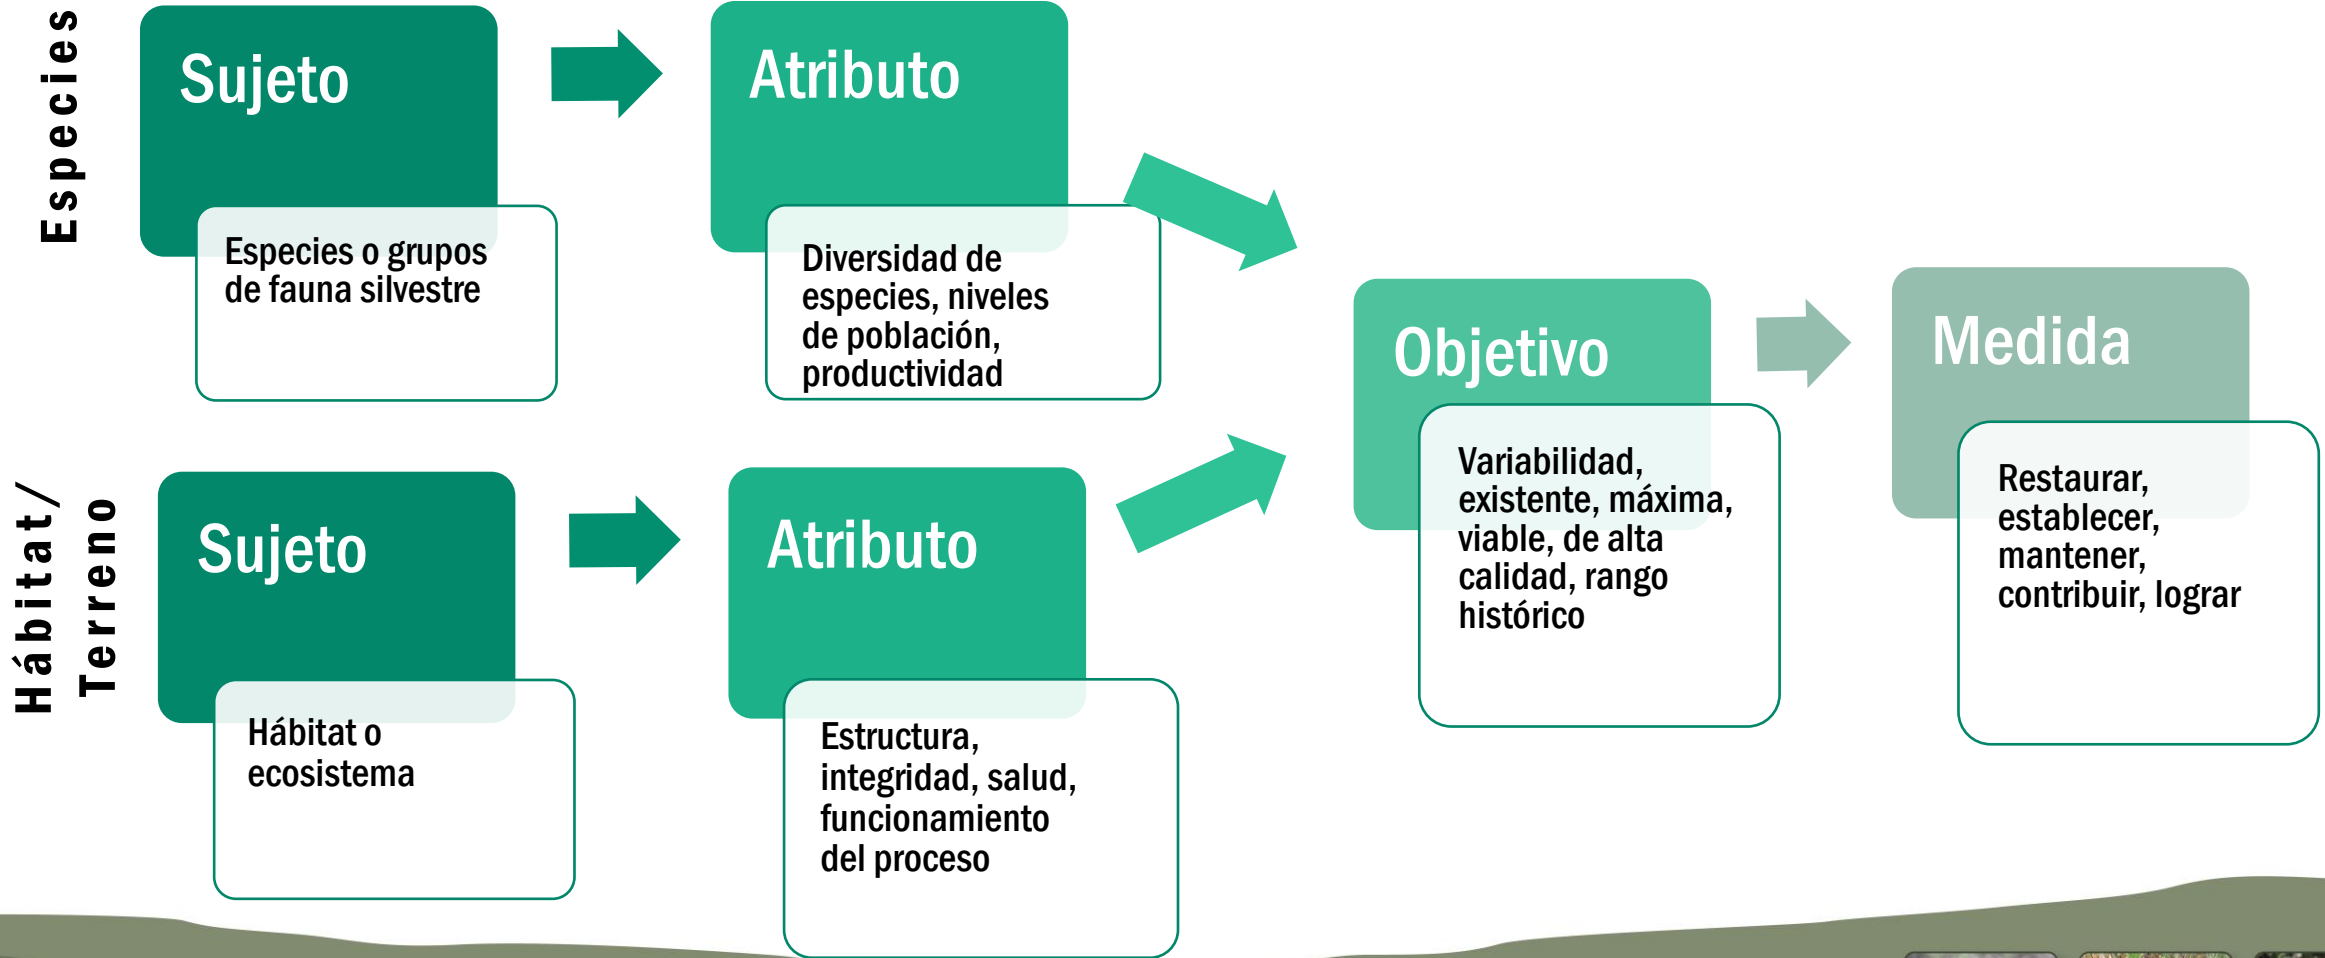 Especies
Sujeto
Especies o grupos
de fauna silvestre
Atributo
Diversidad de
especies, niveles
de población,
productividad
Hábitat/
Terreno
Sujeto
Hábitat o
ecosistema
Atributo
Estructura,
integridad, salud,
funcionamiento
del proceso
Objetivo
Variabilidad,
existente, máxima,
viable, de alta
calidad, rango
histórico
Medida
Restaurar,
establecer,
mantener,
contribuir, lograr